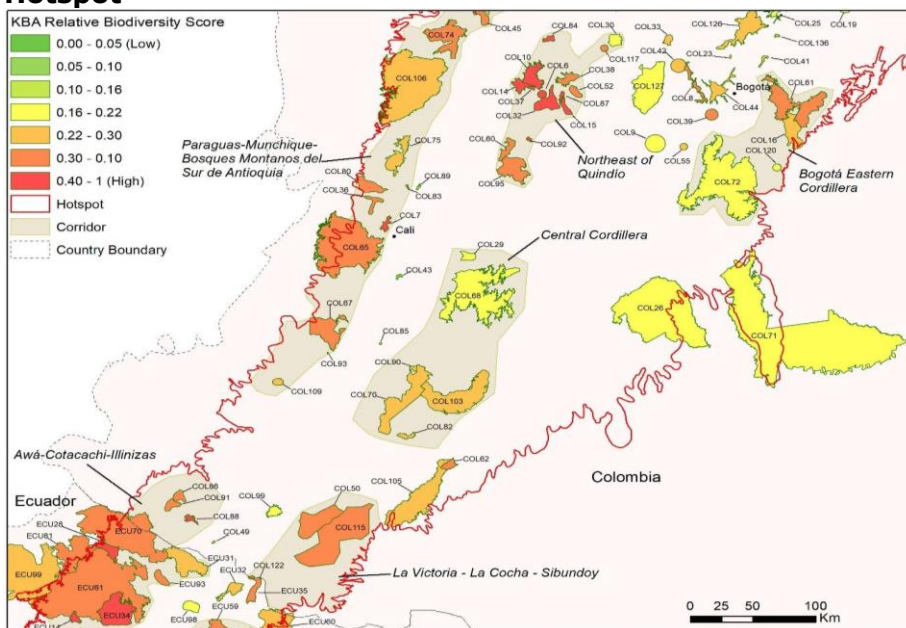 Hotspot
KBA Relative Biodiversity Score
0.00 - 0.05 (Low)
0.05 - 0.10
0.10 - 0.16
0.16 - 0.22
0.22 - 0.30
0.30 - 0.10
0.40 - 1 (High)
Hotspot
Corridor
Country Boundary
COL74
COL45
COL84
COL30
COL33
COL126
COL25
COL19
COL136
COL10
COL6
COL42
COL23
COL41
COL106
COL38
COL117
COL61
COL14
COL52
COL127
Bogotá
COL37
COL87
COL8
COL44
COL32
COL15
COL39
Paraguas-Munchique-
Bosques Montanos del
Sur de Antioquia
COL75
COL60
COL92
COL9
COL16
COL120
Northeast of
Quindio
COL55
Bogotá Eastern
Cordillera
COL80
COL89
COL95
COL72
COL36
COL83
COL7
Cali
COL65
Central Cordillera
COL29
COL43
COL68
COL26
COL67
COL71
COL85
COL93
COL90
COL109
COL70
COL103
COL82
Awá-Cotacachi-Illinizas
COL62
Colombia
COL86
COL99
COL50
COL105
Ecuador
COL91
ECU28
ECU70
COL88
COL115
ECU81
COL49
ECU31
COL122
ECU99
ECU32
La Victoria - La Cocha - Sibundoy
ECU61
ECU93
ECU35
ECU59
ECU34
ECU98
ECU60
0 25 50 100
Km